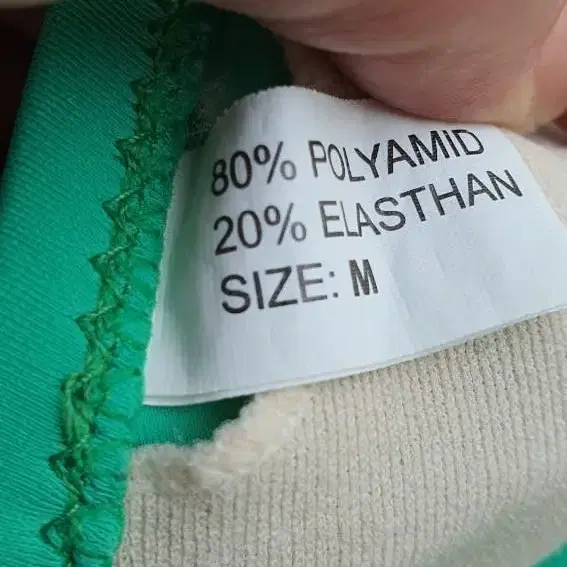 80% POLYAMID
20% ELASTHAN
SIZE: M